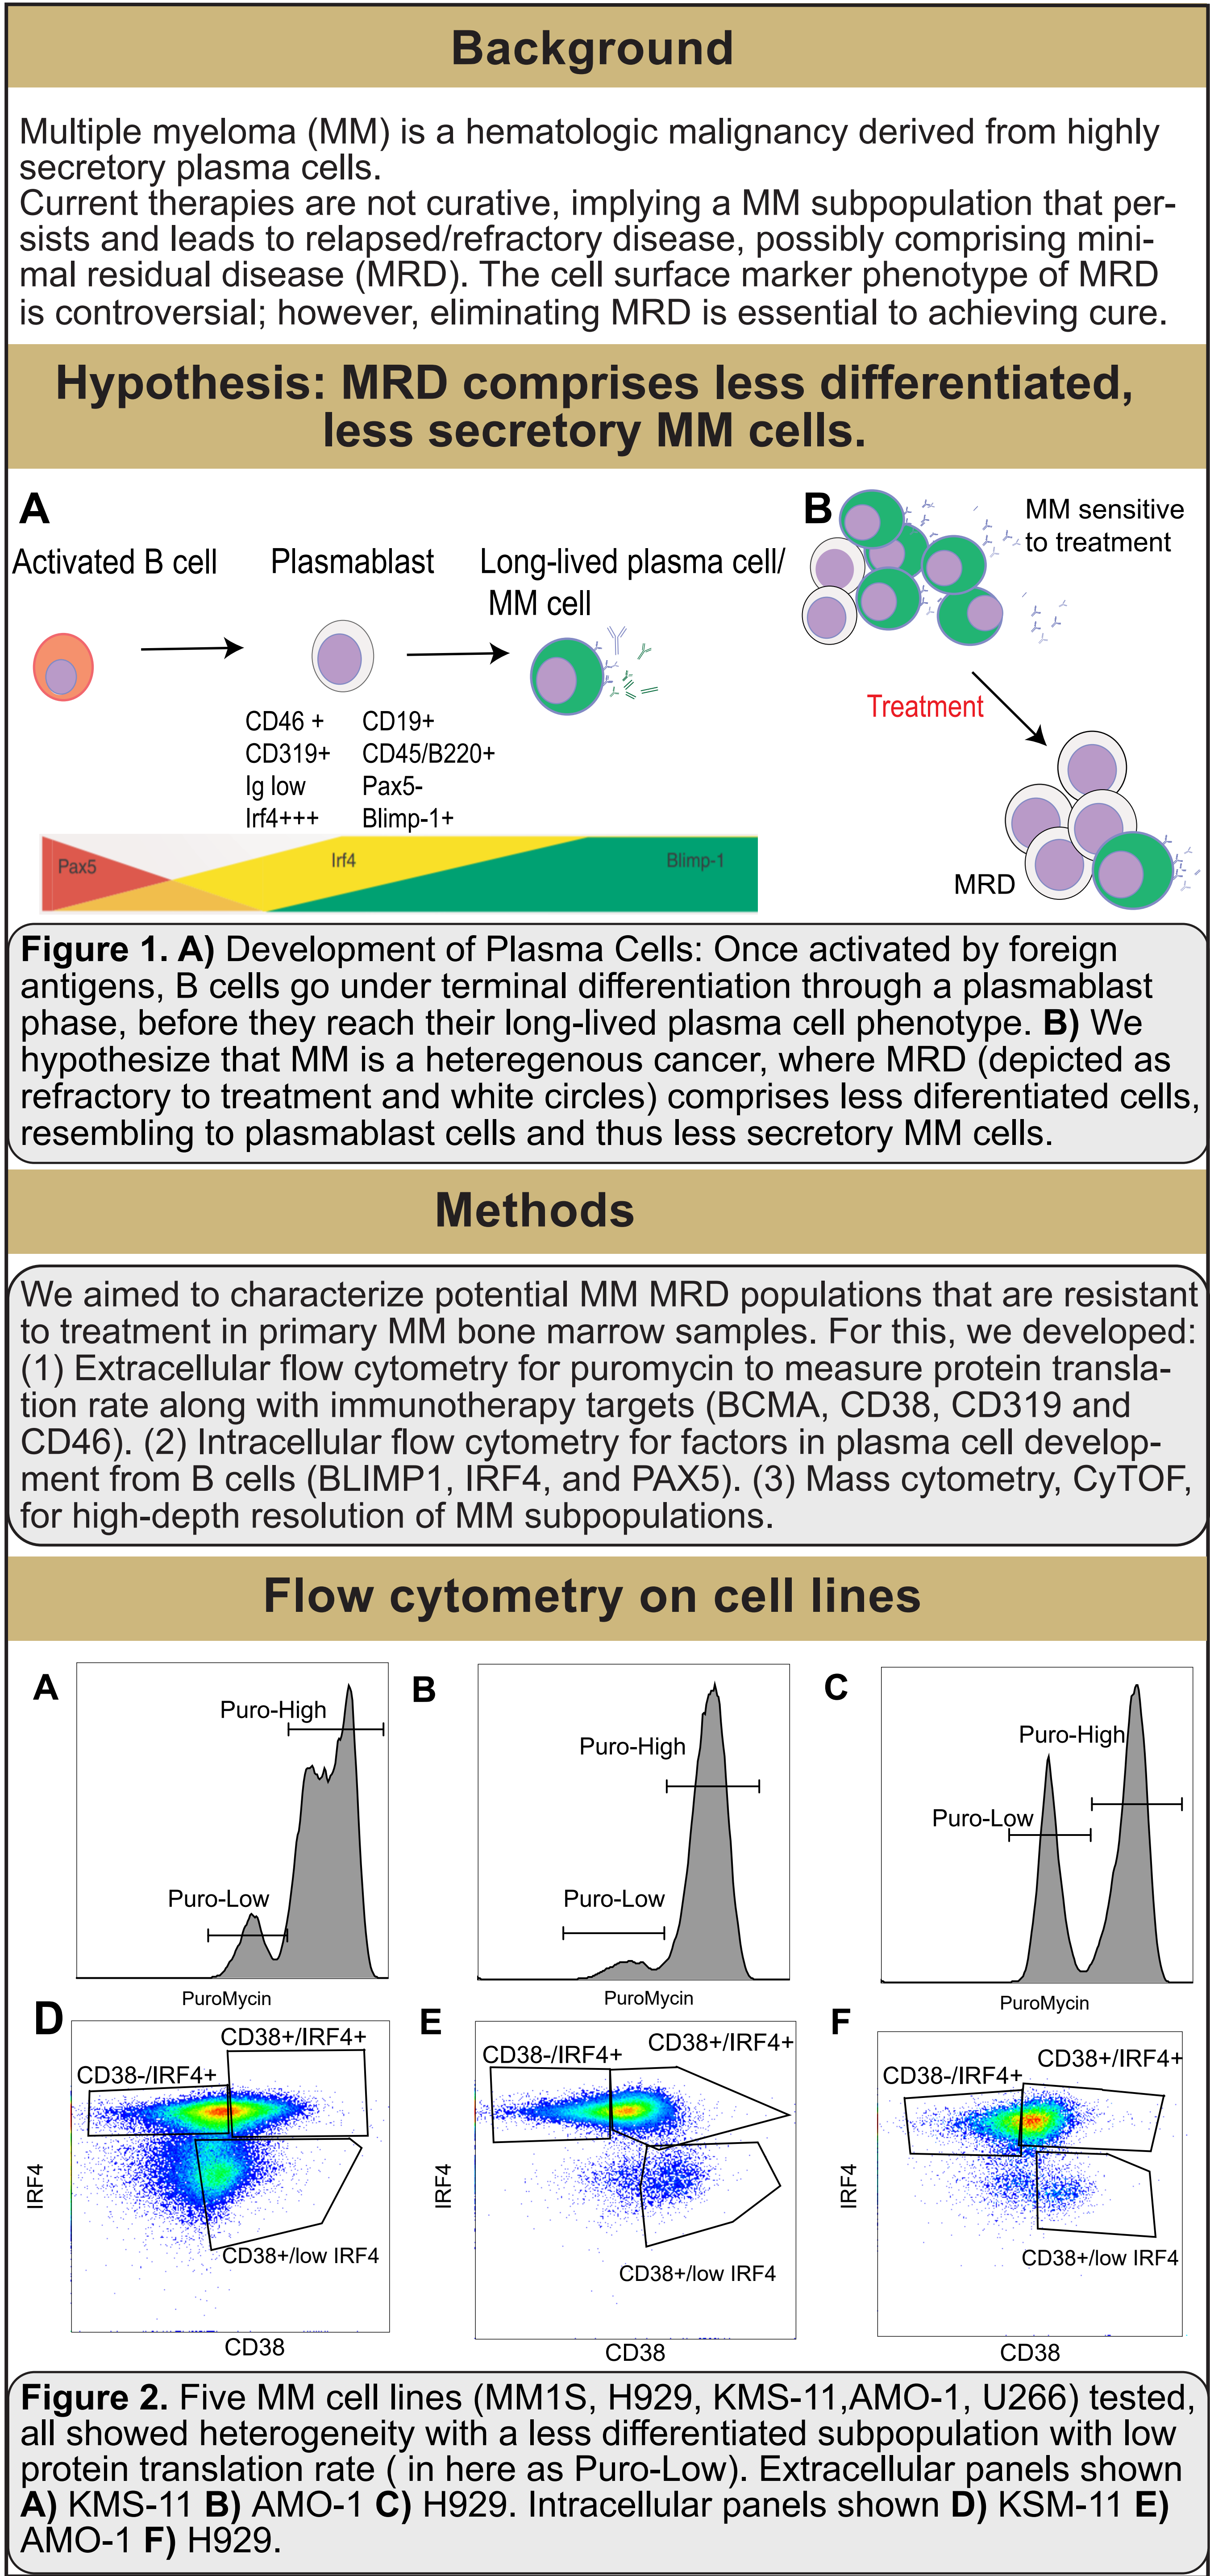 Background
Multiple myeloma (MM) is a hematologic malignancy derived from highly
secretory plasma cells.
Current therapies are not curative, implying a MM subpopulation that per-
sists and leads to relapsed/refractory disease, possibly comprising mini-
mal residual disease (MRD). The cell surface marker phenotype of MRD
is controversial; however, eliminating MRD is essential to achieving cure.
Hypothesis: MRD comprises less differentiated,
less secretory MM cells.
A
Activated B cell
Plasmablast
Long-lived plasma cell/
MM cell
CD46 +
CD319+
Ig low
Irf4+++
CD19+
CD45/B220+
Pax5-
Blimp-1+
Pax5
Irf4
Blimp-1
B
MM sensitive
to treatment
Treatment
MRD
Figure 1. A) Development of Plasma Cells: Once activated by foreign
antigens, B cells go under terminal differentiation through a plasmablast
phase, before they reach their long-lived plasma cell phenotype. B) We
hypothesize that MM is a heteregenous cancer, where MRD (depicted as
refractory to treatment and white circles) comprises less diferentiated cells,
resembling to plasmablast cells and thus less secretory MM cells.
Methods
We aimed to characterize potential MM MRD populations that are resistant
to treatment in primary MM bone marrow samples. For this, we developed:
(1) Extracellular flow cytometry for puromycin to measure protein transla-
tion rate along with immunotherapy targets (BCMA, CD38, CD319 and
CD46). (2) Intracellular flow cytometry for factors in plasma cell develop-
ment from B cells (BLIMP1, IRF4, and PAX5). (3) Mass cytometry, CyTOF,
for high-depth resolution of MM subpopulations.
Flow cytometry on cell lines
A
Puro-High
Puro-Low
PuroMycin
B
Puro-High
Puro-Low
PuroMycin
C
Puro-High
Puro-Low
PuroMycin
D
CD38+/IRF4+
CD38-/IRF4+
IRF4
CD38+/low IRF4
CD38
E
CD38+/IRF4+
CD38-/IRF4+
IRF4
CD38+/low IRF4
CD38
F
CD38+/IRF4+
CD38-/IRF4+
IRF4
CD38+/low IRF4
CD38
Figure 2. Five MM cell lines (MM1S, H929, KMS-11,AMO-1, U266) tested,
all showed heterogeneity with a less differentiated subpopulation with low
protein translation rate ( in here as Puro-Low). Extracellular panels shown
A) KMS-11 B) AMO-1 C) H929. Intracellular panels shown D) KSM-11 E)
AMO-1 F) H929.